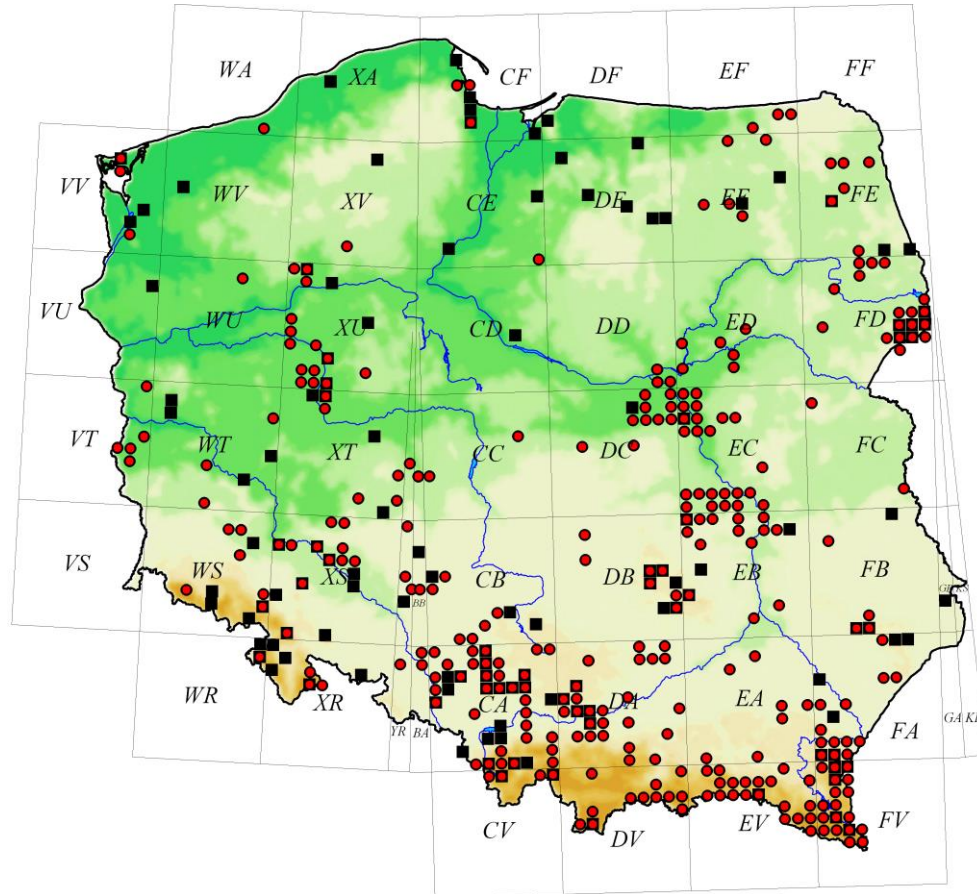 WA XA CF DF EF FF
VV WV XV CE DE EE FE
VU WU XU CD DD ED FD
VT WT XT CC DC EC FC
VS WS XS BB CB DB EB FB
WR XR YR BA CA DA EA FA GA
CV DV EV FV